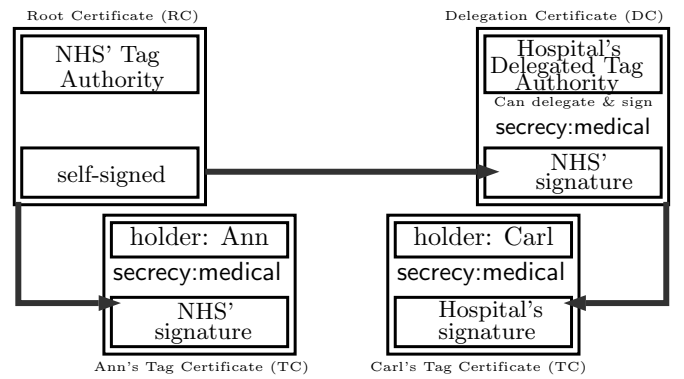 Root Certificate (RC)
NHS' Tag
Authority
self-signed
Delegation Certificate (DC)
Hospital's
Delegated Tag
Authority
Can delegate & sign
secrecy:medical
NHS'
signature
holder: Ann
secrecy:medical
NHS'
signature
Ann's Tag Certificate (TC)
holder: Carl
secrecy:medical
Hospital's
signature
Carl's Tag Certificate (TC)